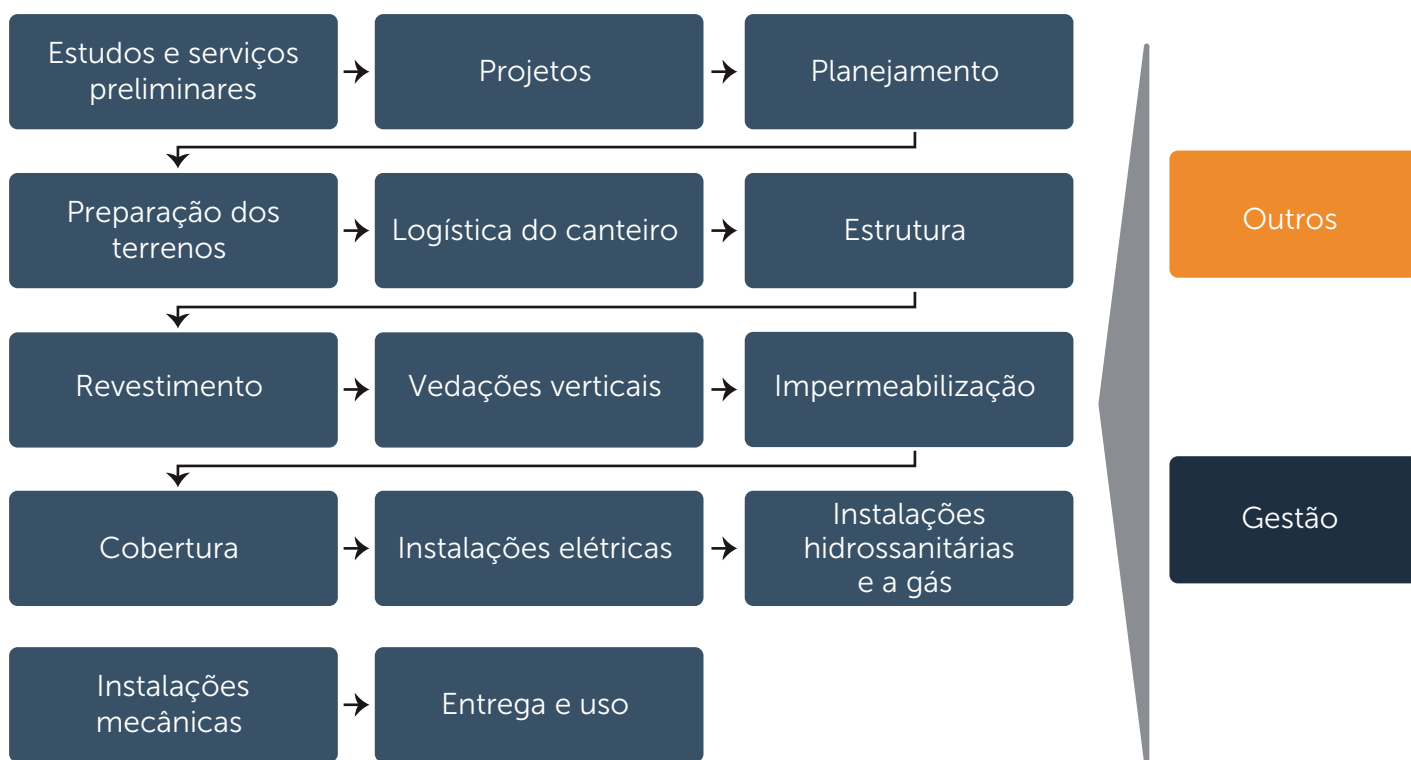 Estudos e serviços
preliminares
Projetos
Planejamento
Preparação dos
terrenos
Logística do canteiro
Estrutura
Revestimento
Vedações verticais
Impermeabilização
Cobertura
Instalações elétricas
Instalações
hidrossanitárias
e a gás
Instalações
mecânicas
Entrega e uso
Outros
Gestão